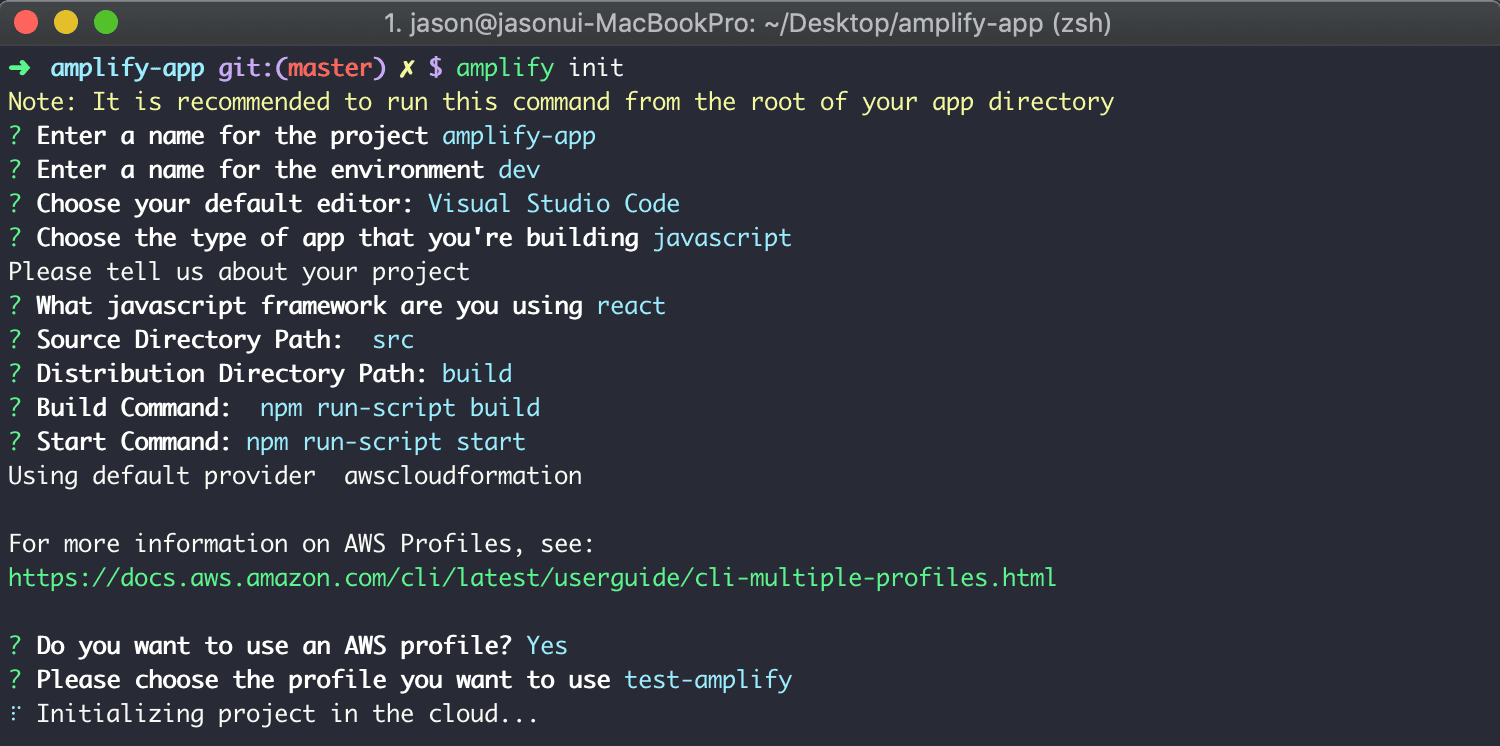 1. jason@jasonui-MacBookPro: ~/Desktop/amplify-app (zsh)
➜  amplify-app git:(master) ✗ $ amplify init
Note: It is recommended to run this command from the root of your app directory
? Enter a name for the project amplify-app
? Enter a name for the environment dev
? Choose your default editor: Visual Studio Code
? Choose the type of app that you're building javascript
Please tell us about your project
? What javascript framework are you using react
? Source Directory Path:  src
? Distribution Directory Path: build
? Build Command:  npm run-script build
? Start Command: npm run-script start
Using default provider  awscloudformation
For more information on AWS Profiles, see:
https://docs.aws.amazon.com/cli/latest/userguide/cli-multiple-profiles.html
? Do you want to use an AWS profile? Yes
? Please choose the profile you want to use test-amplify
⠏ Initializing project in the cloud...